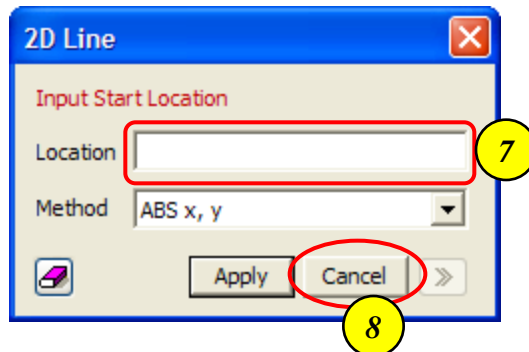 2D Line
Input Start Location
Location 7
Method ABS x, y
Apply Cancel
8